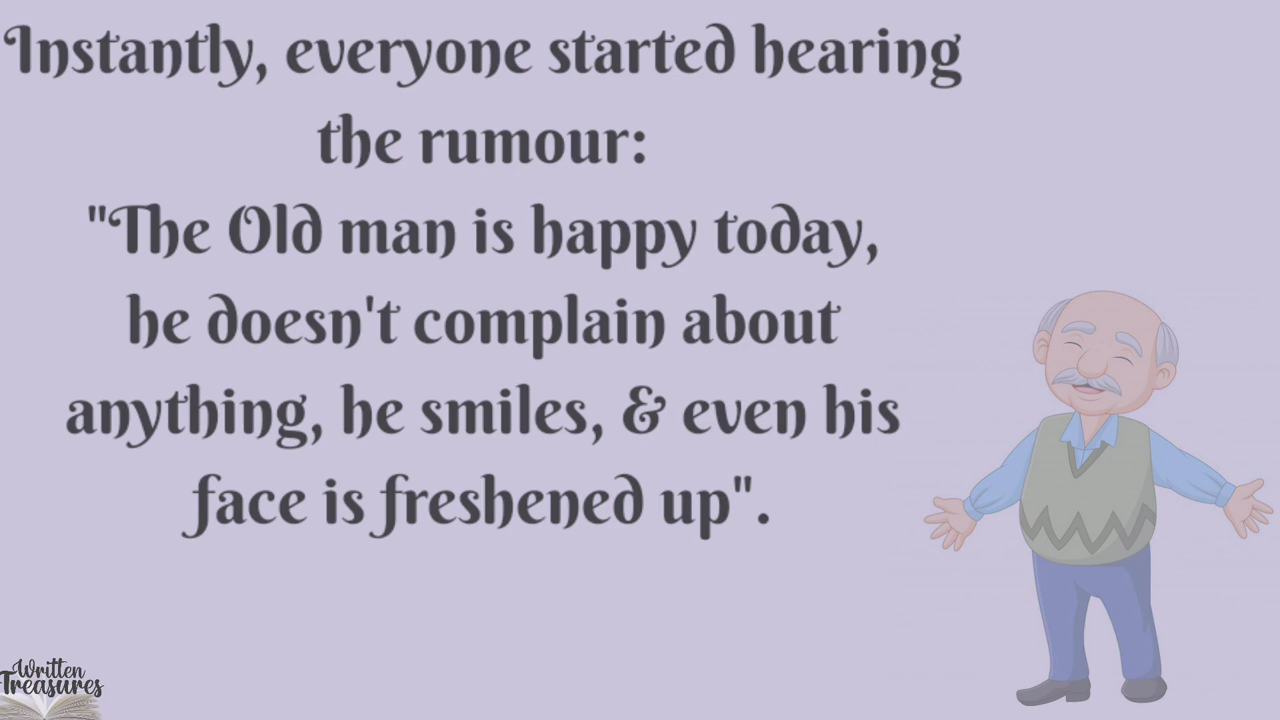 Instantly, everyone started hearing
the rumour:
"The Old man is happy today,
he doesn't complain about
anything, he smiles, & even his
face is freshened up".
Written
Treasures